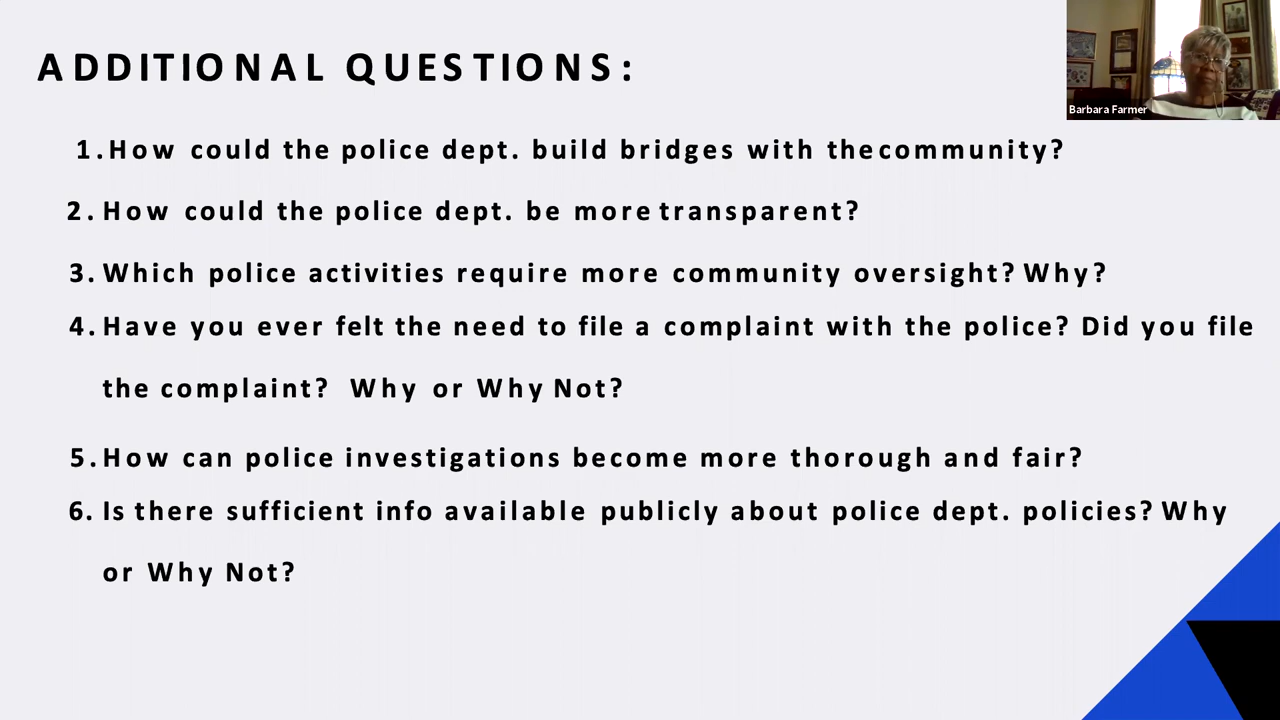 ADDITIONAL QUESTIONS:
Barbara Farmer
1. How could the police dept. build bridges with thecommunity?
2. How could the police dept. be more transparent?
3. Which police activities require more community oversight? Why?
4. Have you ever felt the need to file a complaint with the police? Did you file
the complaint? Why or Why Not?
5. How can police investigations become more thorough and fair?
6. Is there sufficient info available publicly about police dept. policies? Why
or Why Not?